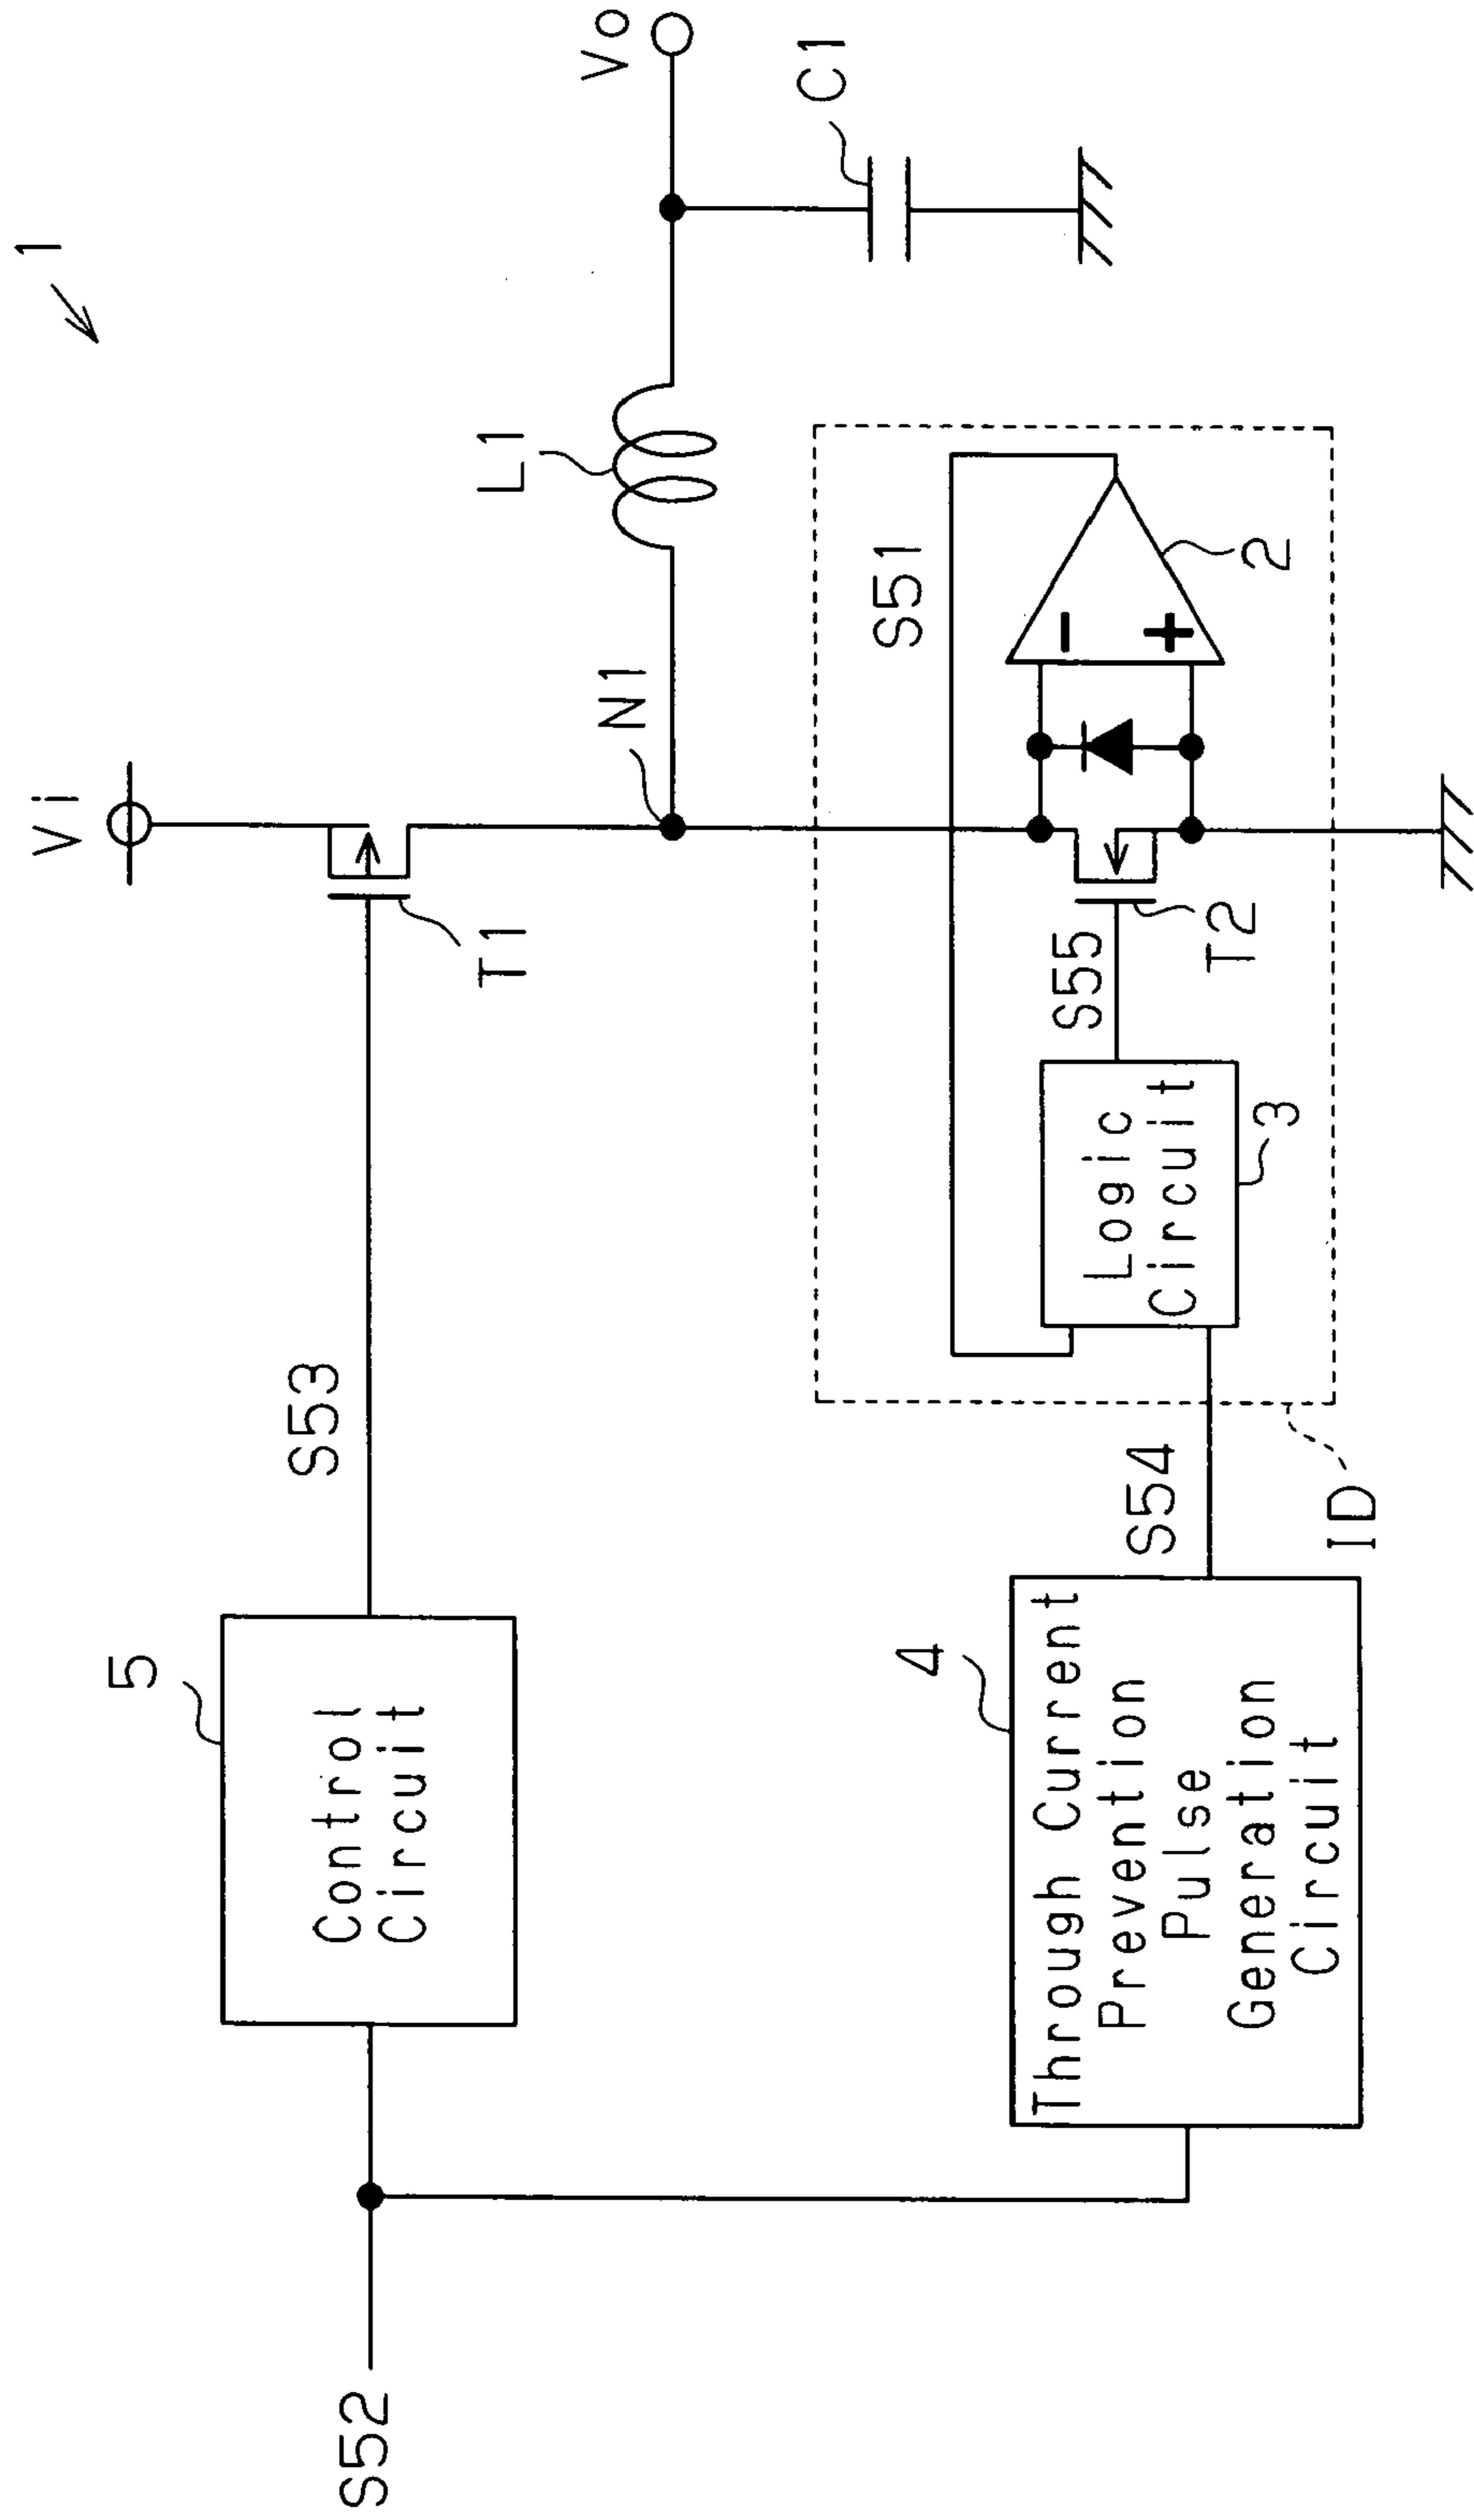 1
Vi
Vo
5
S53
T1
N1
L1
C1
Control
Circuit
S52
S51
4
S54
S55
T2
2
Logic
Circuit
3
Through Current
Prevention
Pulse
Generation
Circuit
ID
-
+